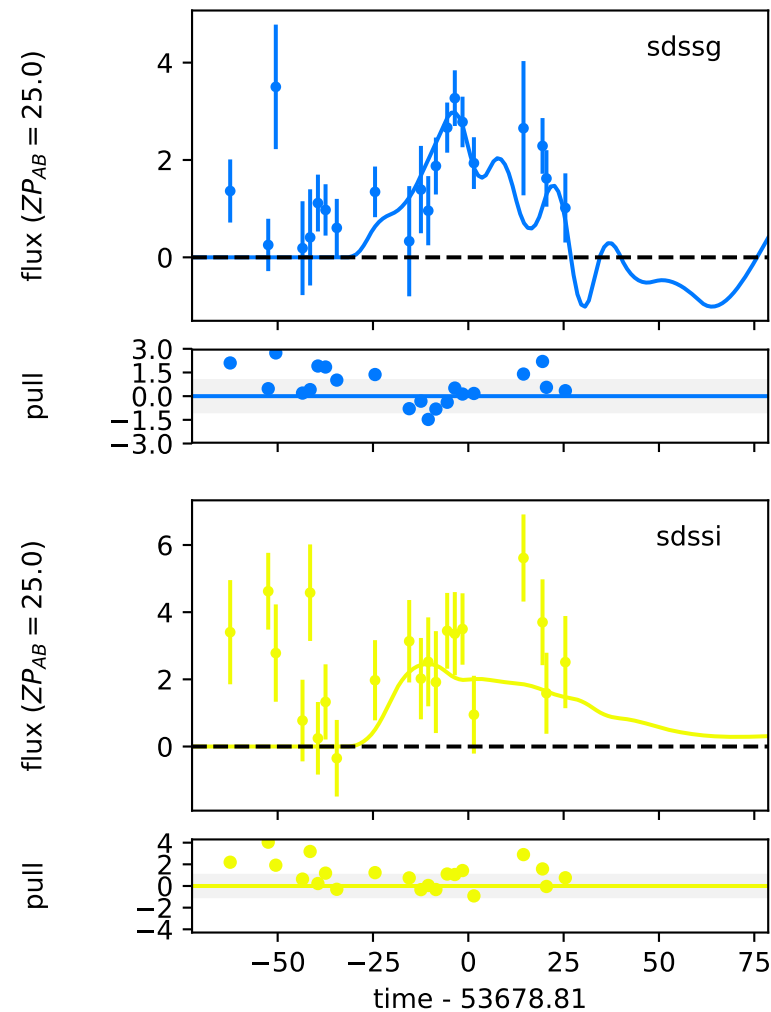 sdssg
flux (ZP_AB = 25.0)
4
2
0
pull
3.0
1.5
0.0
−1.5
−3.0
sdssi
flux (ZP_AB = 25.0)
6
4
2
0
pull
4
2
0
−2
−4
−50 −25 0 25 50 75
time - 53678.81